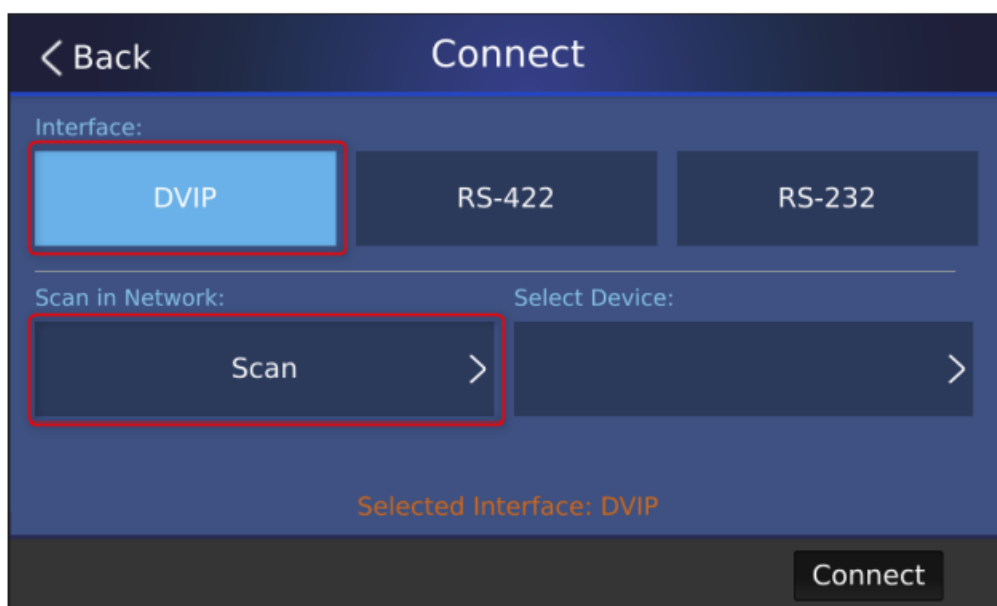 Back
Connect
Interface:
DVIP
RS-422
RS-232
Scan in Network:
Select Device:
Scan
Selected Interface: DVIP
Connect